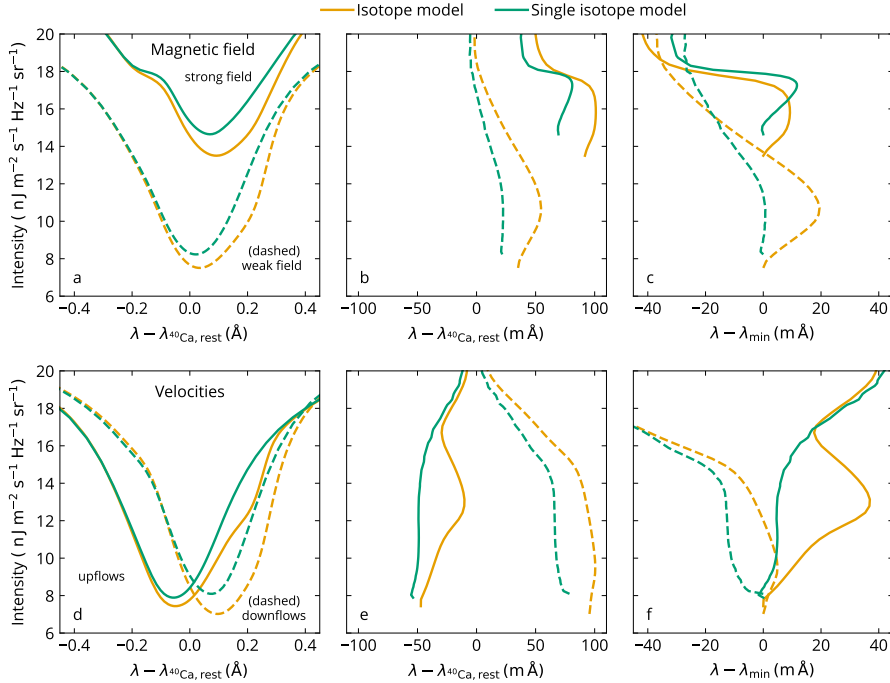 Isotope model Single isotope model
Intensity ( nJ m⁻² s⁻¹ Hz⁻¹ sr⁻¹)
20
18
16
14
12
10
8
6
Magnetic field
strong field
(dashed)
weak field
a
−0.4 −0.2 0.0 0.2 0.4
λ − λ⁴⁰Ca, rest (Å)
b
−100 −50 0 50 100
λ − λ⁴⁰Ca, rest (m Å)
c
−40 −20 0 20 40
λ − λmin (m Å)
Intensity ( nJ m⁻² s⁻¹ Hz⁻¹ sr⁻¹)
20
18
16
14
12
10
8
6
Velocities
upflows
(dashed)
downflows
d
−0.4 −0.2 0.0 0.2 0.4
λ − λ⁴⁰Ca, rest (Å)
e
−100 −50 0 50 100
λ − λ⁴⁰Ca, rest (m Å)
f
−40 −20 0 20 40
λ − λmin (m Å)